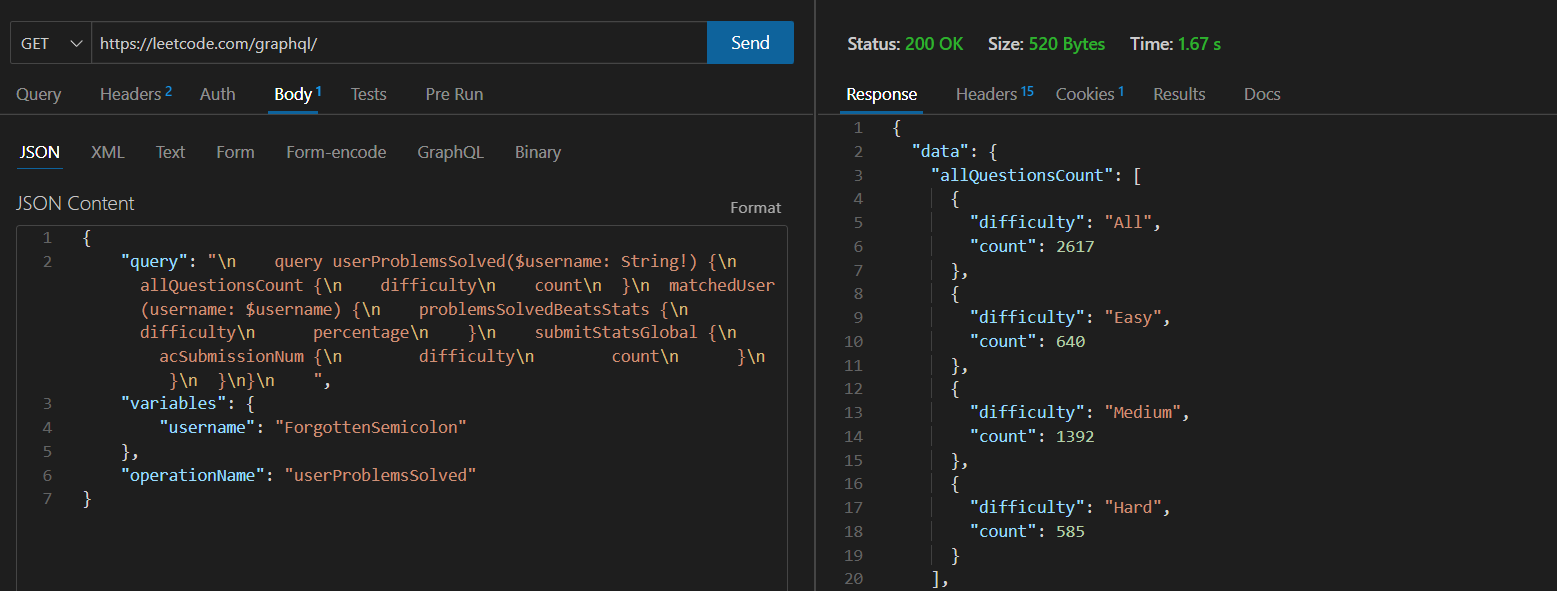 GET https://leetcode.com/graphql/ Send
Query Headers 2 Auth Body 1 Tests Pre Run
JSON XML Text Form Form-encode GraphQL Binary
JSON Content
Format
1 {
2 "query": "\n    query userProblemsSolved($username: String!) {\n
allQuestionsCount {\n    difficulty\n    count\n  }\n  matchedUser
(username: $username) {\n    problemsSolvedBeatsStats {\n
difficulty\n      percentage\n    }\n    submitStatsGlobal {\n
acSubmissionNum {\n        difficulty\n        count\n      }\n
}\n  }\n}\n    ",
3 "variables": {
4 "username": "ForgottenSemicolon"
5 },
6 "operationName": "userProblemsSolved"
7 }
Status: 200 OK Size: 520 Bytes Time: 1.67 s
Response Headers 15 Cookies 1 Results Docs
1 {
2 "data": {
3 "allQuestionsCount": [
4 {
5 "difficulty": "All",
6 "count": 2617
7 },
8 {
9 "difficulty": "Easy",
10 "count": 640
11 },
12 {
13 "difficulty": "Medium",
14 "count": 1392
15 },
16 {
17 "difficulty": "Hard",
18 "count": 585
19 }
20 ],